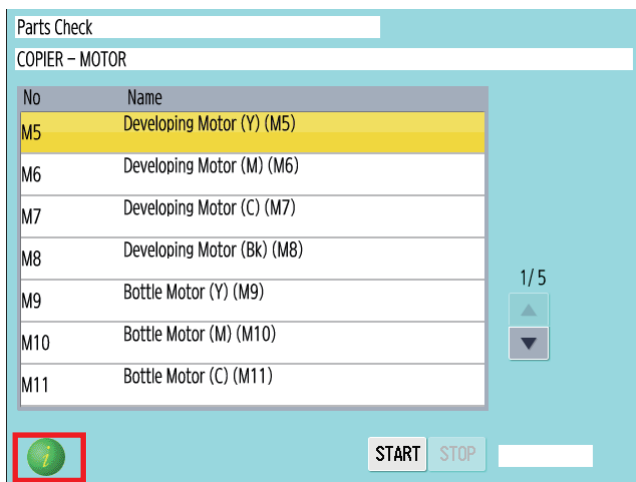 Parts Check
COPIER – MOTOR
No Name
M5 Developing Motor (Y) (M5)
M6 Developing Motor (M) (M6)
M7 Developing Motor (C) (M7)
M8 Developing Motor (Bk) (M8)
M9 Bottle Motor (Y) (M9)
M10 Bottle Motor (M) (M10)
M11 Bottle Motor (C) (M11)
1/5
i
START STOP